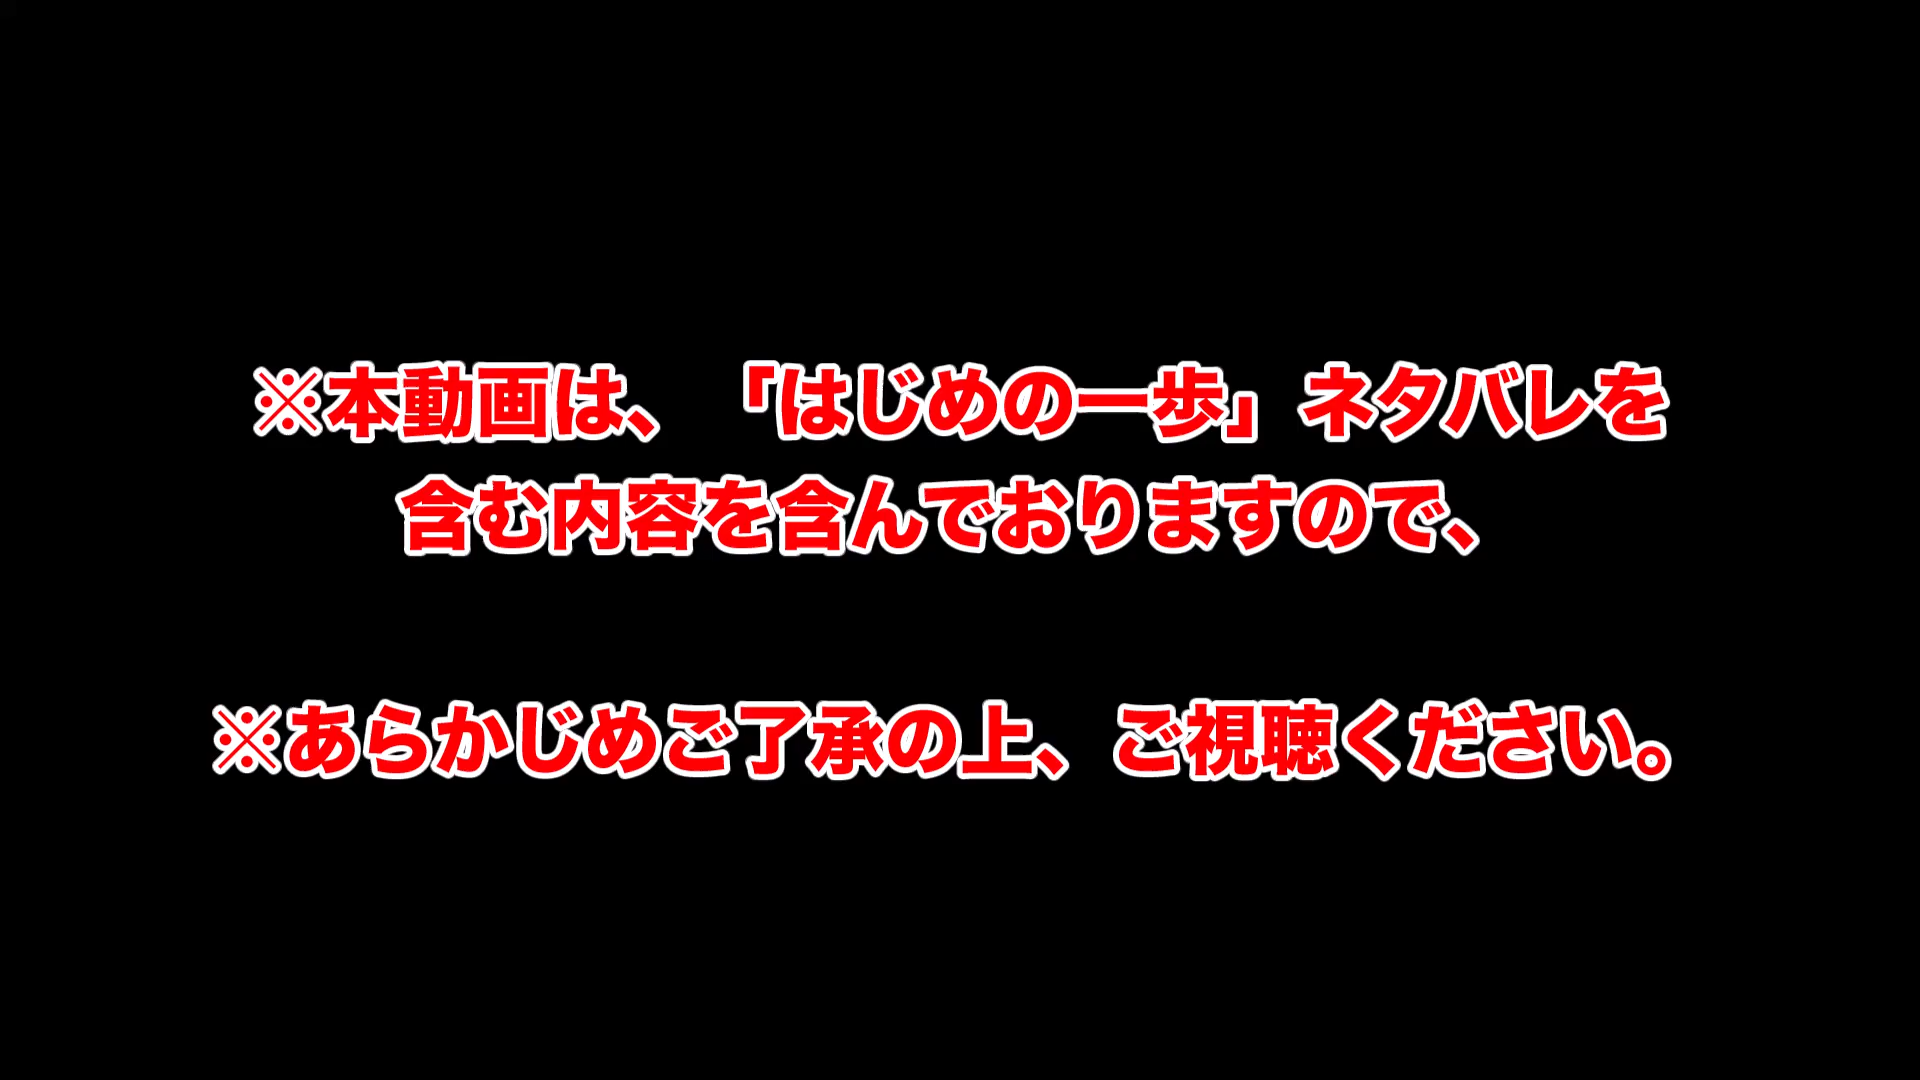 ※本動画は、「はじめの一歩」ネタバレを
含む内容を含んでおりますので、
※あらかじめご了承の上、ご視聴ください。